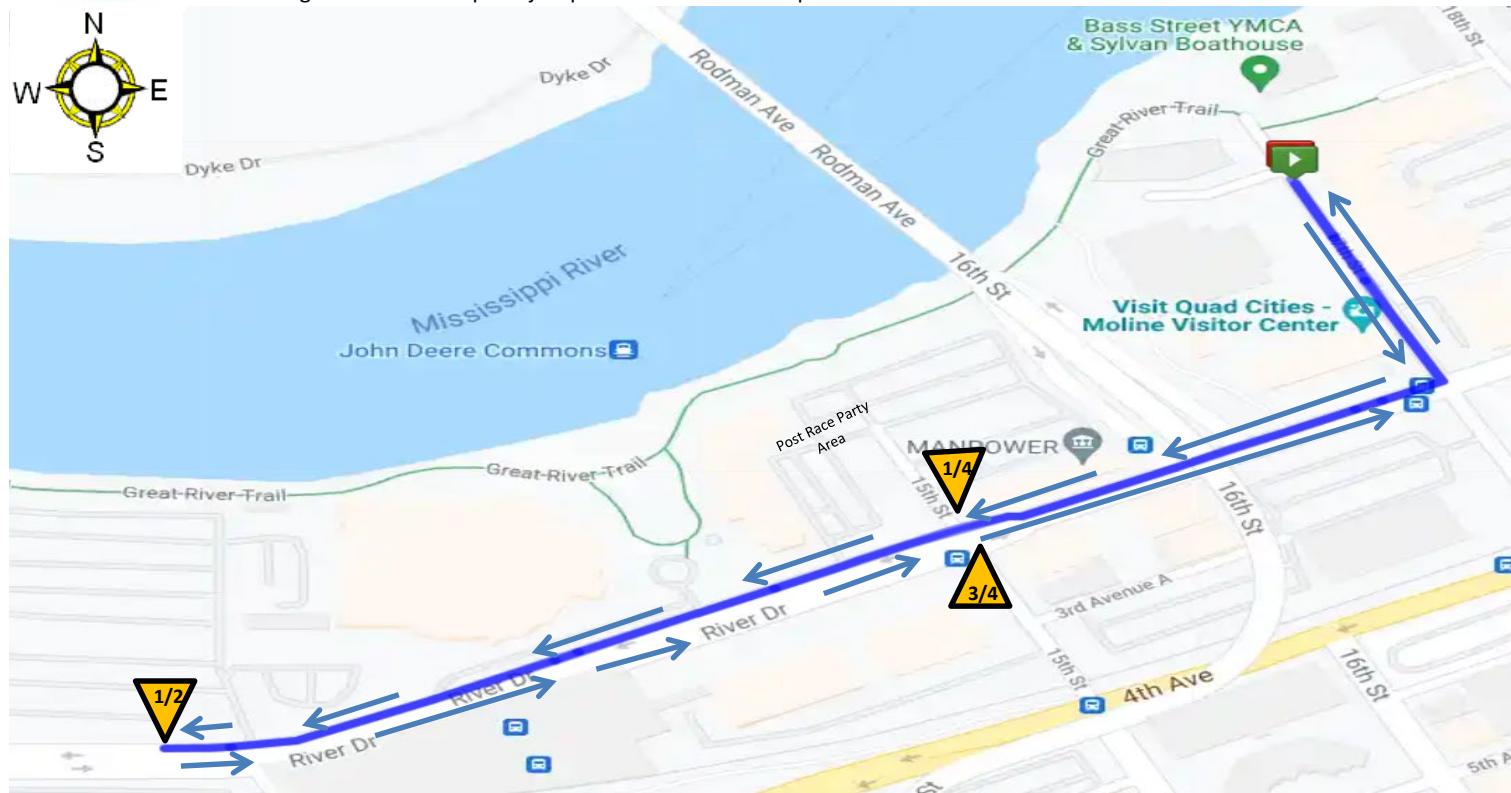 N
W
E
S
Bass Street YMCA
& Sylvan Boathouse
18th St
Dyke Dr
Rodman Ave
Great-River-Trail
Dyke Dr
Rodman Ave
16th St
Mississippi River
John Deere Commons
Visit Quad Cities -
Moline Visitor Center
Post Race Party
Area
MANPOWER
1/4
15th St
16th St
Great-River-Trail
Great-River-Trail
3/4
3rd Avenue A
River Dr
15th St
16th St
4th Ave
1/2
River Dr
River Dr
5th A
St